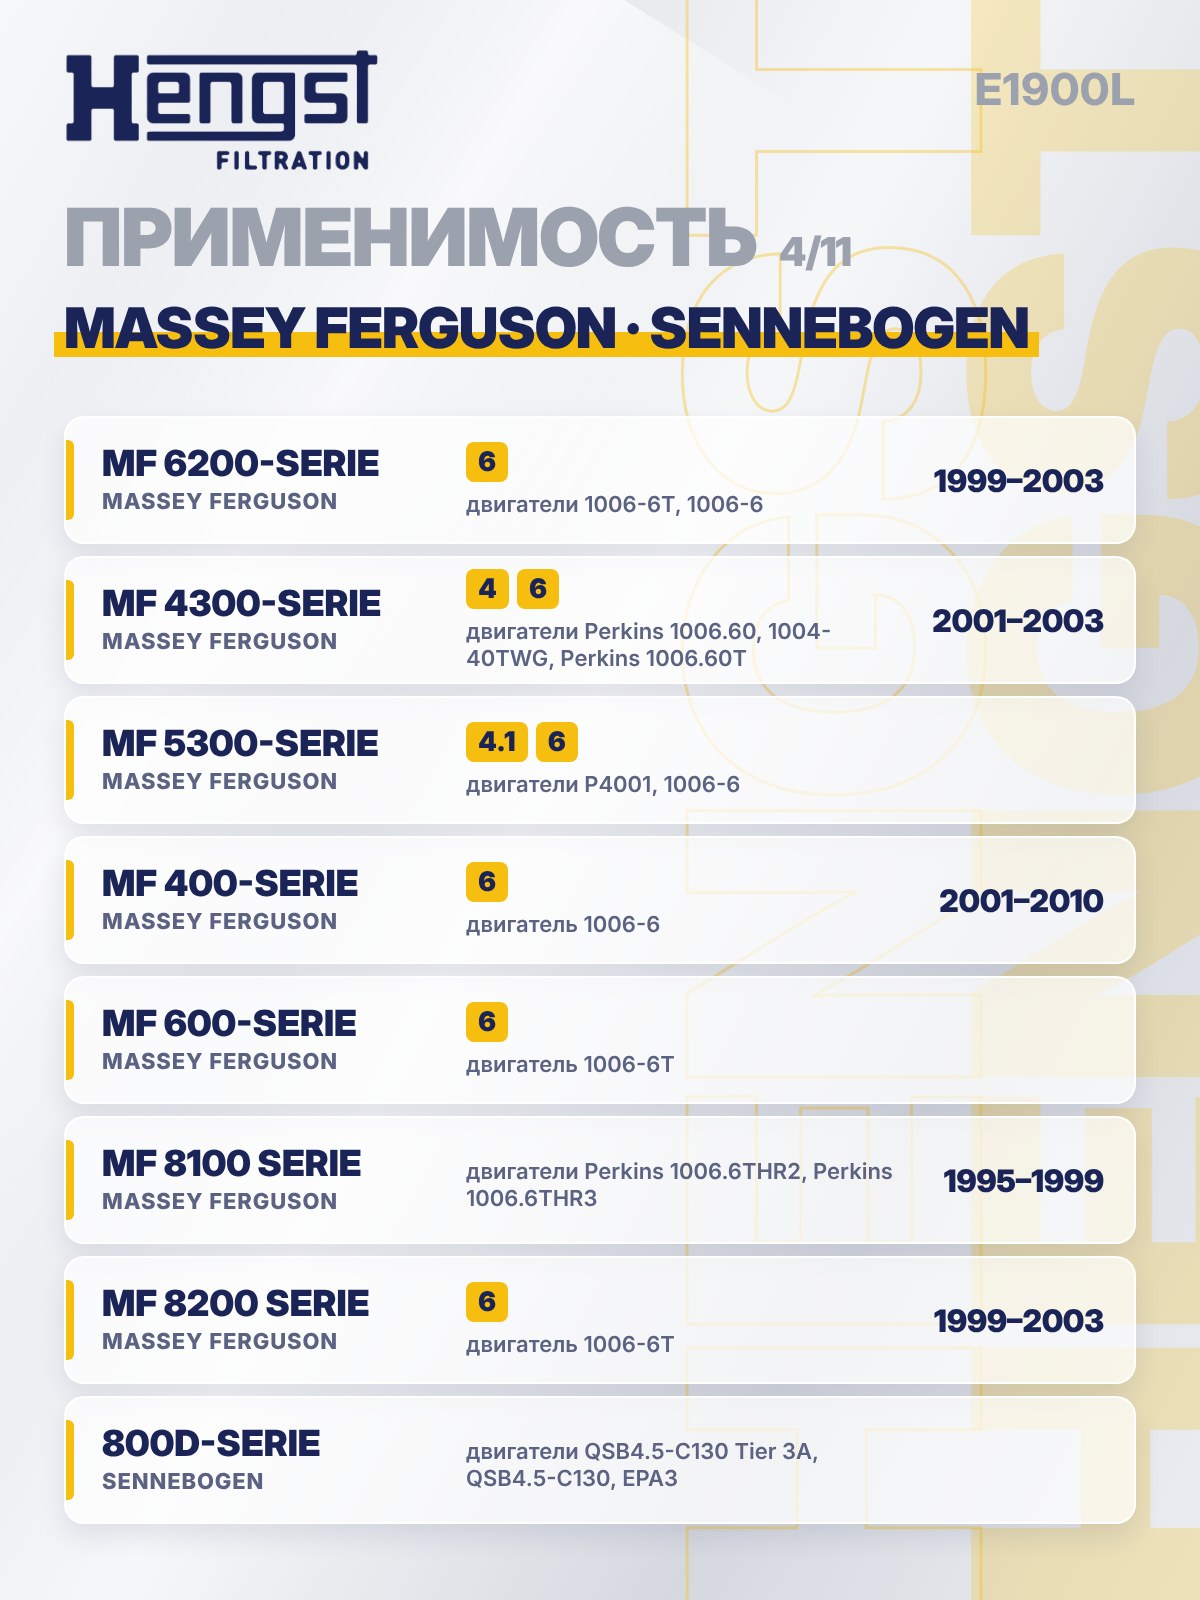 Hengst
FILTRATION
E1900L
ПРИМЕНИМОСТЬ 4/11
MASSEY FERGUSON · SENNEBOGEN
MF 6200-SERIE
MASSEY FERGUSON
6
двигатели 1006-6T, 1006-6
1999–2003
MF 4300-SERIE
MASSEY FERGUSON
4 6
двигатели Perkins 1006.60, 1004-
40TWG, Perkins 1006.60T
2001–2003
MF 5300-SERIE
MASSEY FERGUSON
4.1 6
двигатели P4001, 1006-6
MF 400-SERIE
MASSEY FERGUSON
6
двигатель 1006-6
2001–2010
MF 600-SERIE
MASSEY FERGUSON
6
двигатель 1006-6T
MF 8100 SERIE
MASSEY FERGUSON
двигатели Perkins 1006.6THR2, Perkins
1006.6THR3
1995–1999
MF 8200 SERIE
MASSEY FERGUSON
6
двигатель 1006-6T
1999–2003
800D-SERIE
SENNEBOGEN
двигатели QSB4.5-C130 Tier 3A,
QSB4.5-C130, EPA3
HENGST
HENGST